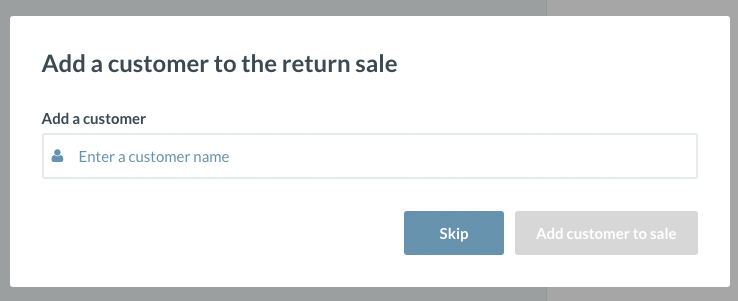 Add a customer to the return sale
Add a customer
Enter a customer name
Skip
Add customer to sale